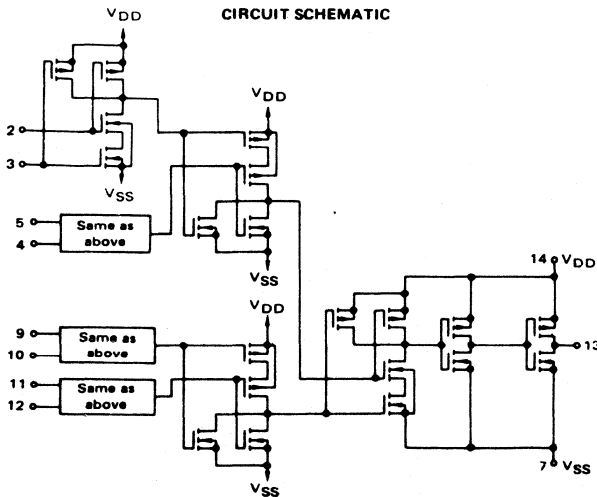 CIRCUIT SCHEMATIC
VDD
VDD
2
3
VSS
5
4
Same as
above
VSS
14
VDD
VDD
9
10
Same as
above
13
11
12
Same as
above
7
VSS
VSS